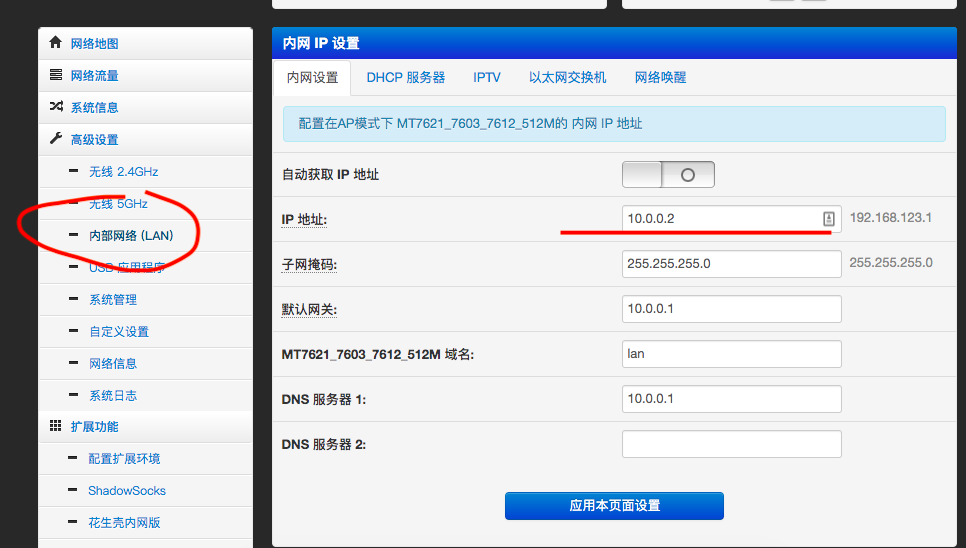 网络地图
网络流量
系统信息
高级设置
无线 2.4GHz
无线 5GHz
内部网络 (LAN)
USB 应用程序
系统管理
自定义设置
网络信息
系统日志
扩展功能
配置扩展环境
ShadowSocks
花生壳内网版
内网 IP 设置
内网设置 DHCP 服务器 IPTV 以太网交换机 网络唤醒
配置在AP模式下 MT7621_7603_7612_512M的 内网 IP 地址
自动获取 IP 地址
IP 地址: 10.0.0.2 192.168.123.1
子网掩码: 255.255.255.0 255.255.255.0
默认网关: 10.0.0.1
MT7621_7603_7612_512M 域名: lan
DNS 服务器 1: 10.0.0.1
DNS 服务器 2:
应用本页面设置